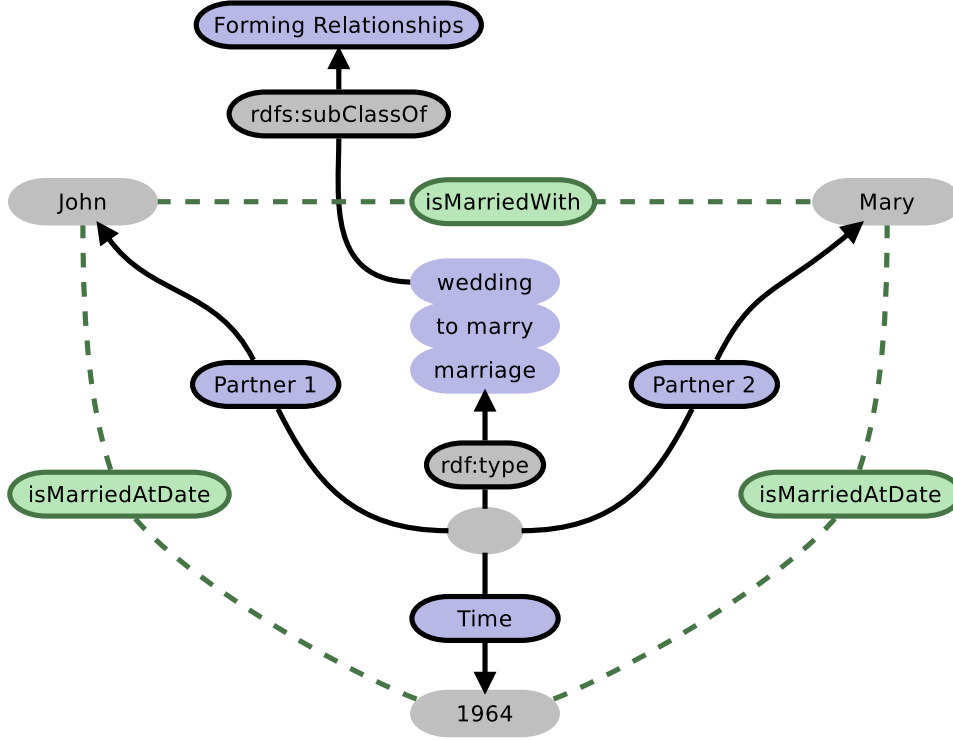 Forming Relationships
rdfs:subClassOf
John
isMarriedWith
Mary
wedding
to marry
marriage
Partner 1
Partner 2
rdf:type
isMarriedAtDate
isMarriedAtDate
Time
1964